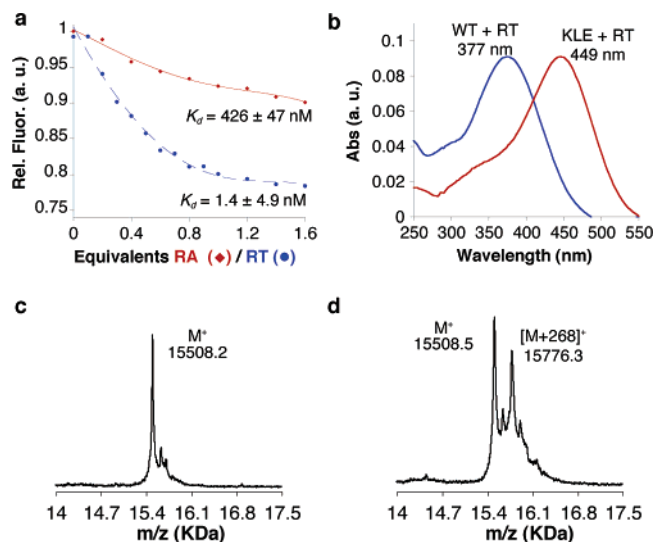 a
1
0.95
0.9
0.85
0.8
0.75
Rel. Fluor. (a. u.)
K_d = 426 ± 47 nM
K_d = 1.4 ± 4.9 nM
0 0.4 0.8 1.2 1.6
Equivalents RA (♦) / RT (●)
b
WT + RT
377 nm
KLE + RT
449 nm
0.1
0.08
0.06
0.04
0.02
0
Abs (a. u.)
250 300 350 400 450 500 550
Wavelength (nm)
c
M⁺
15508.2
14 14.7 15.4 16.1 16.8 17.5
m/z (KDa)
d
M⁺
15508.5
[M+268]⁺
15776.3
14 14.7 15.4 16.1 16.8 17.5
m/z (KDa)